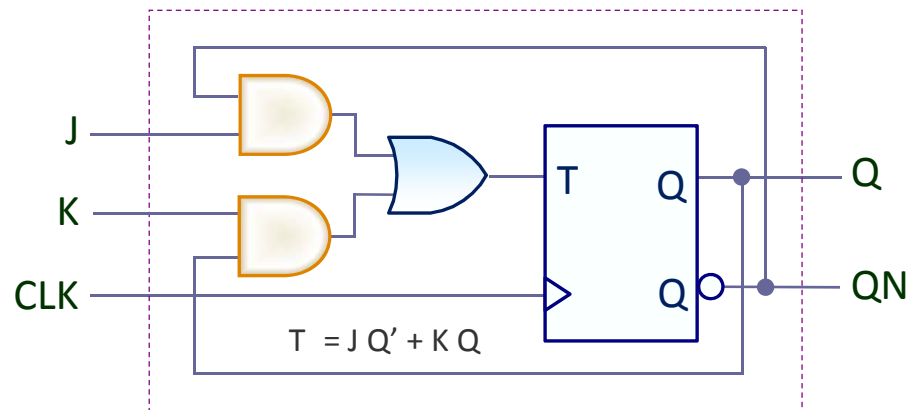 J
K
CLK
T
Q
Q
Q
QN
T = J Q’ + K Q